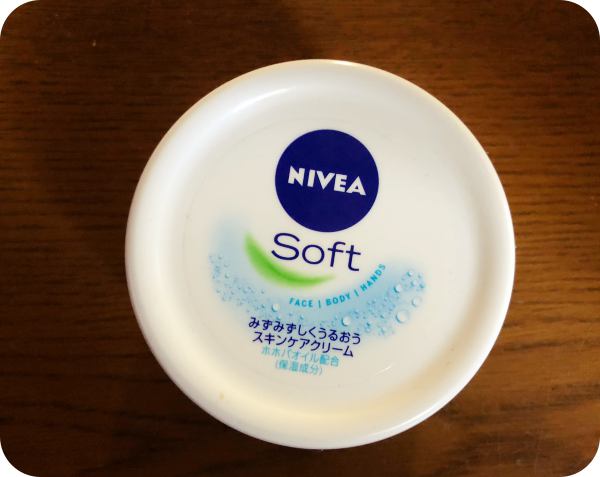 NIVEA
Soft
FACE | BODY | HANDS
みずみずしくうるおう
スキンケアクリーム
ホホバオイル配合
(保湿成分)